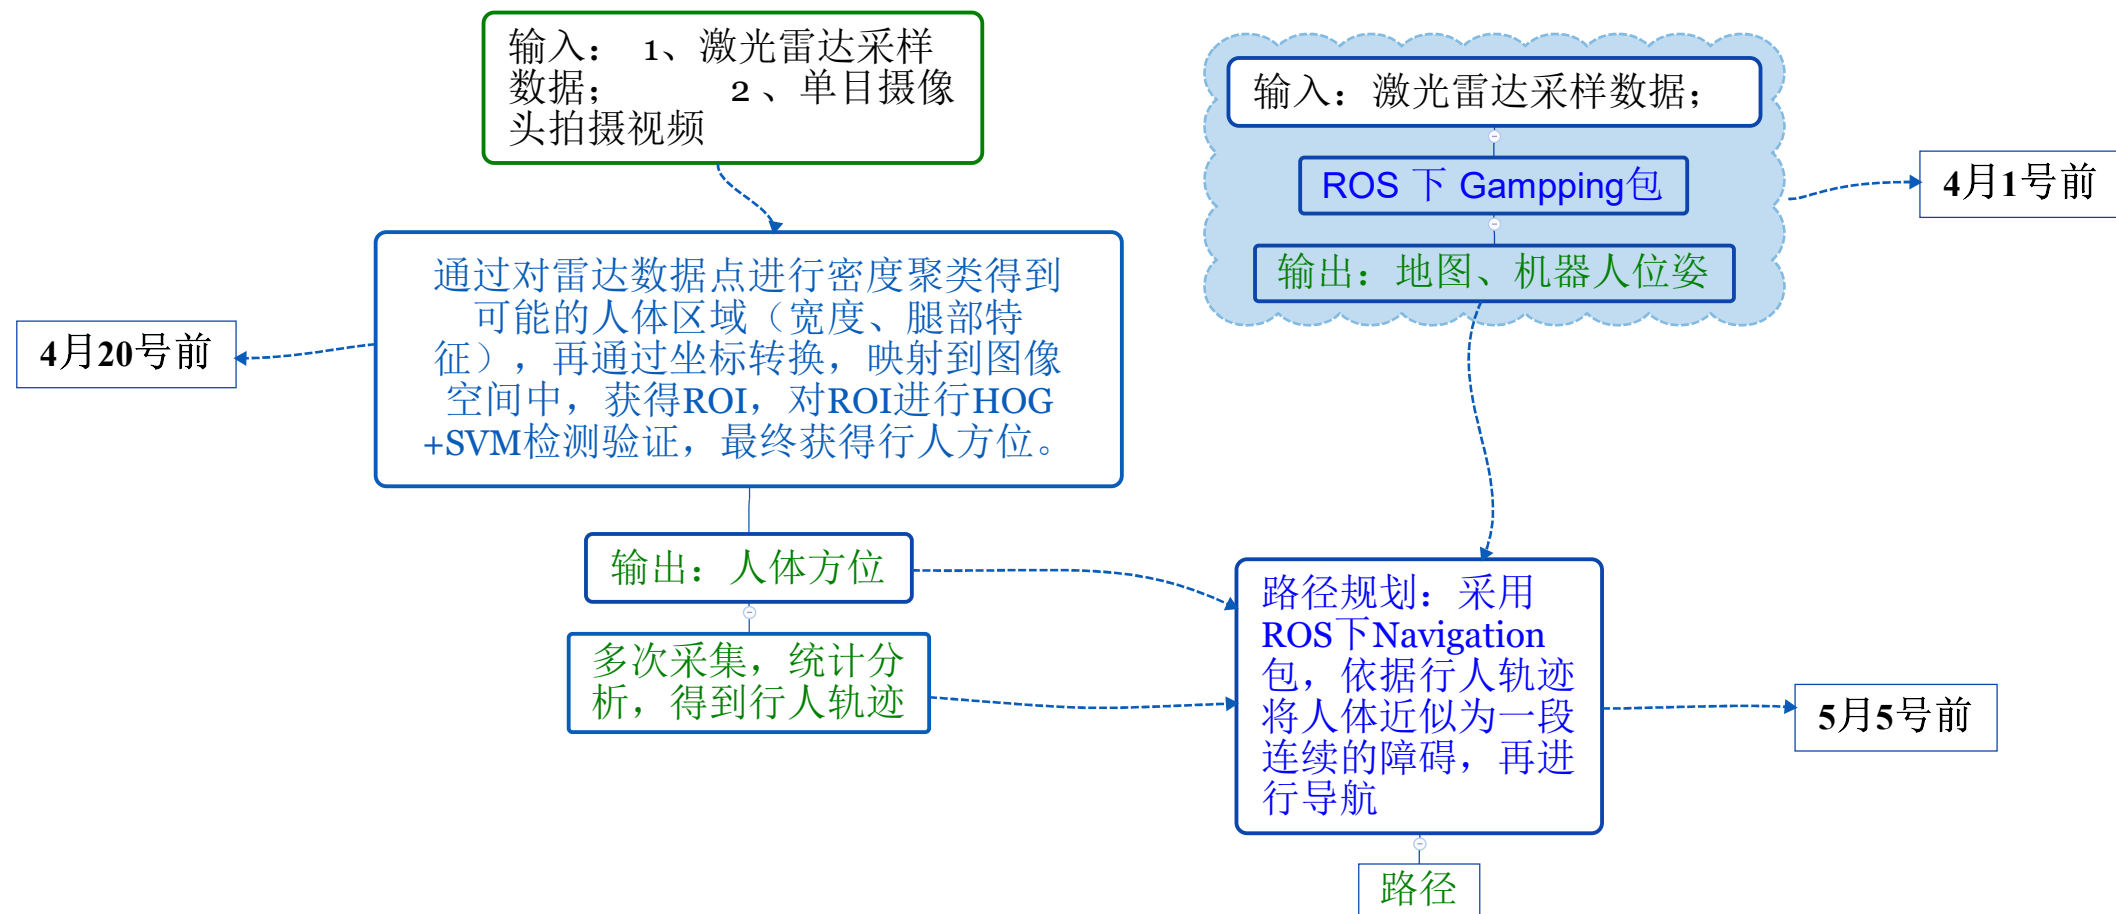 输入： 1、激光雷达采样
数据； 2 、单目摄像
头拍摄视频
输入：激光雷达采样数据；
ROS 下 Gampping包
输出：地图、机器人位姿
4月1号前
通过对雷达数据点进行密度聚类得到
可能的人体区域（宽度、腿部特
征），再通过坐标转换，映射到图像
空间中，获得ROI，对ROI进行HOG
+SVM检测验证，最终获得行人方位。
4月20号前
输出：人体方位
多次采集，统计分
析，得到行人轨迹
路径规划：采用
ROS下Navigation
包，依据行人轨迹
将人体近似为一段
连续的障碍，再进
行导航
5月5号前
路径